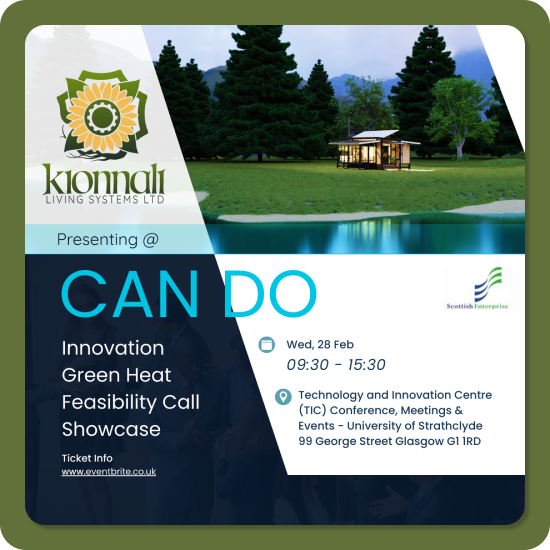 kionnali
LIVING SYSTEMS LTD
Presenting @
CAN DO
Scottish Enterprise
Innovation
Green Heat
Feasibility Call
Showcase
Ticket Info
www.eventbrite.co.uk
Wed, 28 Feb
09:30 - 15:30
Technology and Innovation Centre
(TIC) Conference, Meetings &
Events - University of Strathclyde
99 George Street Glasgow G1 1RD